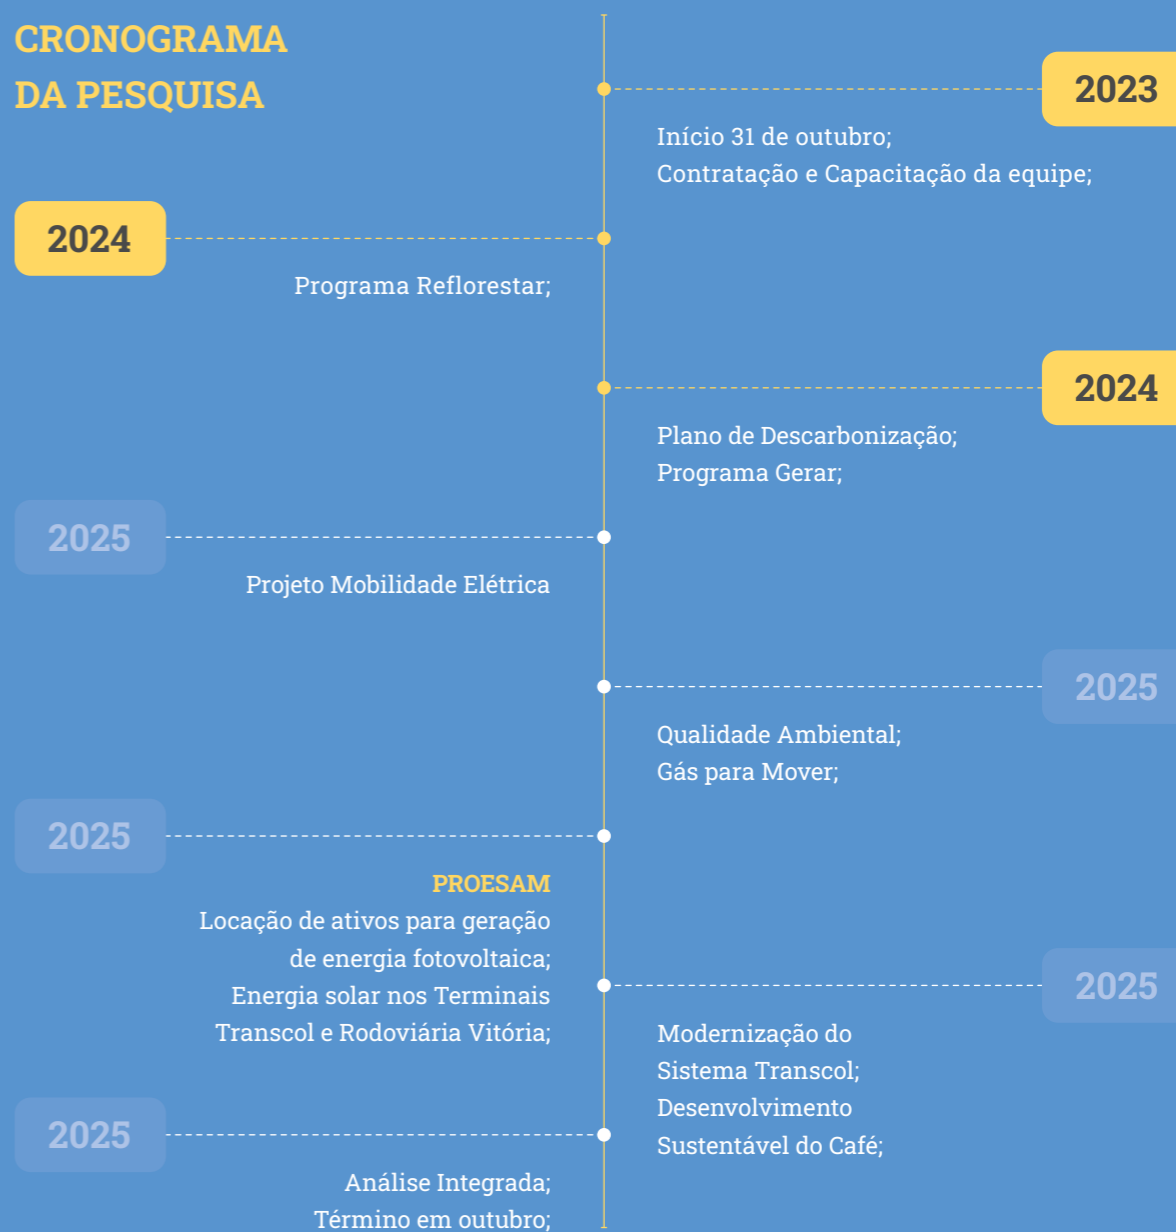 CRONOGRAMA
DA PESQUISA
2023
Início 31 de outubro;
Contratação e Capacitação da equipe;
2024
Programa Reflorestar;
2024
Plano de Descarbonização;
Programa Gerar;
2025
Projeto Mobilidade Elétrica
2025
Qualidade Ambiental;
Gás para Mover;
2025
PROESAM
Locação de ativos para geração
de energia fotovoltaica;
Energia solar nos Terminais
Transcol e Rodoviária Vitória;
2025
Modernização do
Sistema Transcol;
Desenvolvimento
Sustentável do Café;
2025
Análise Integrada;
Término em outubro;